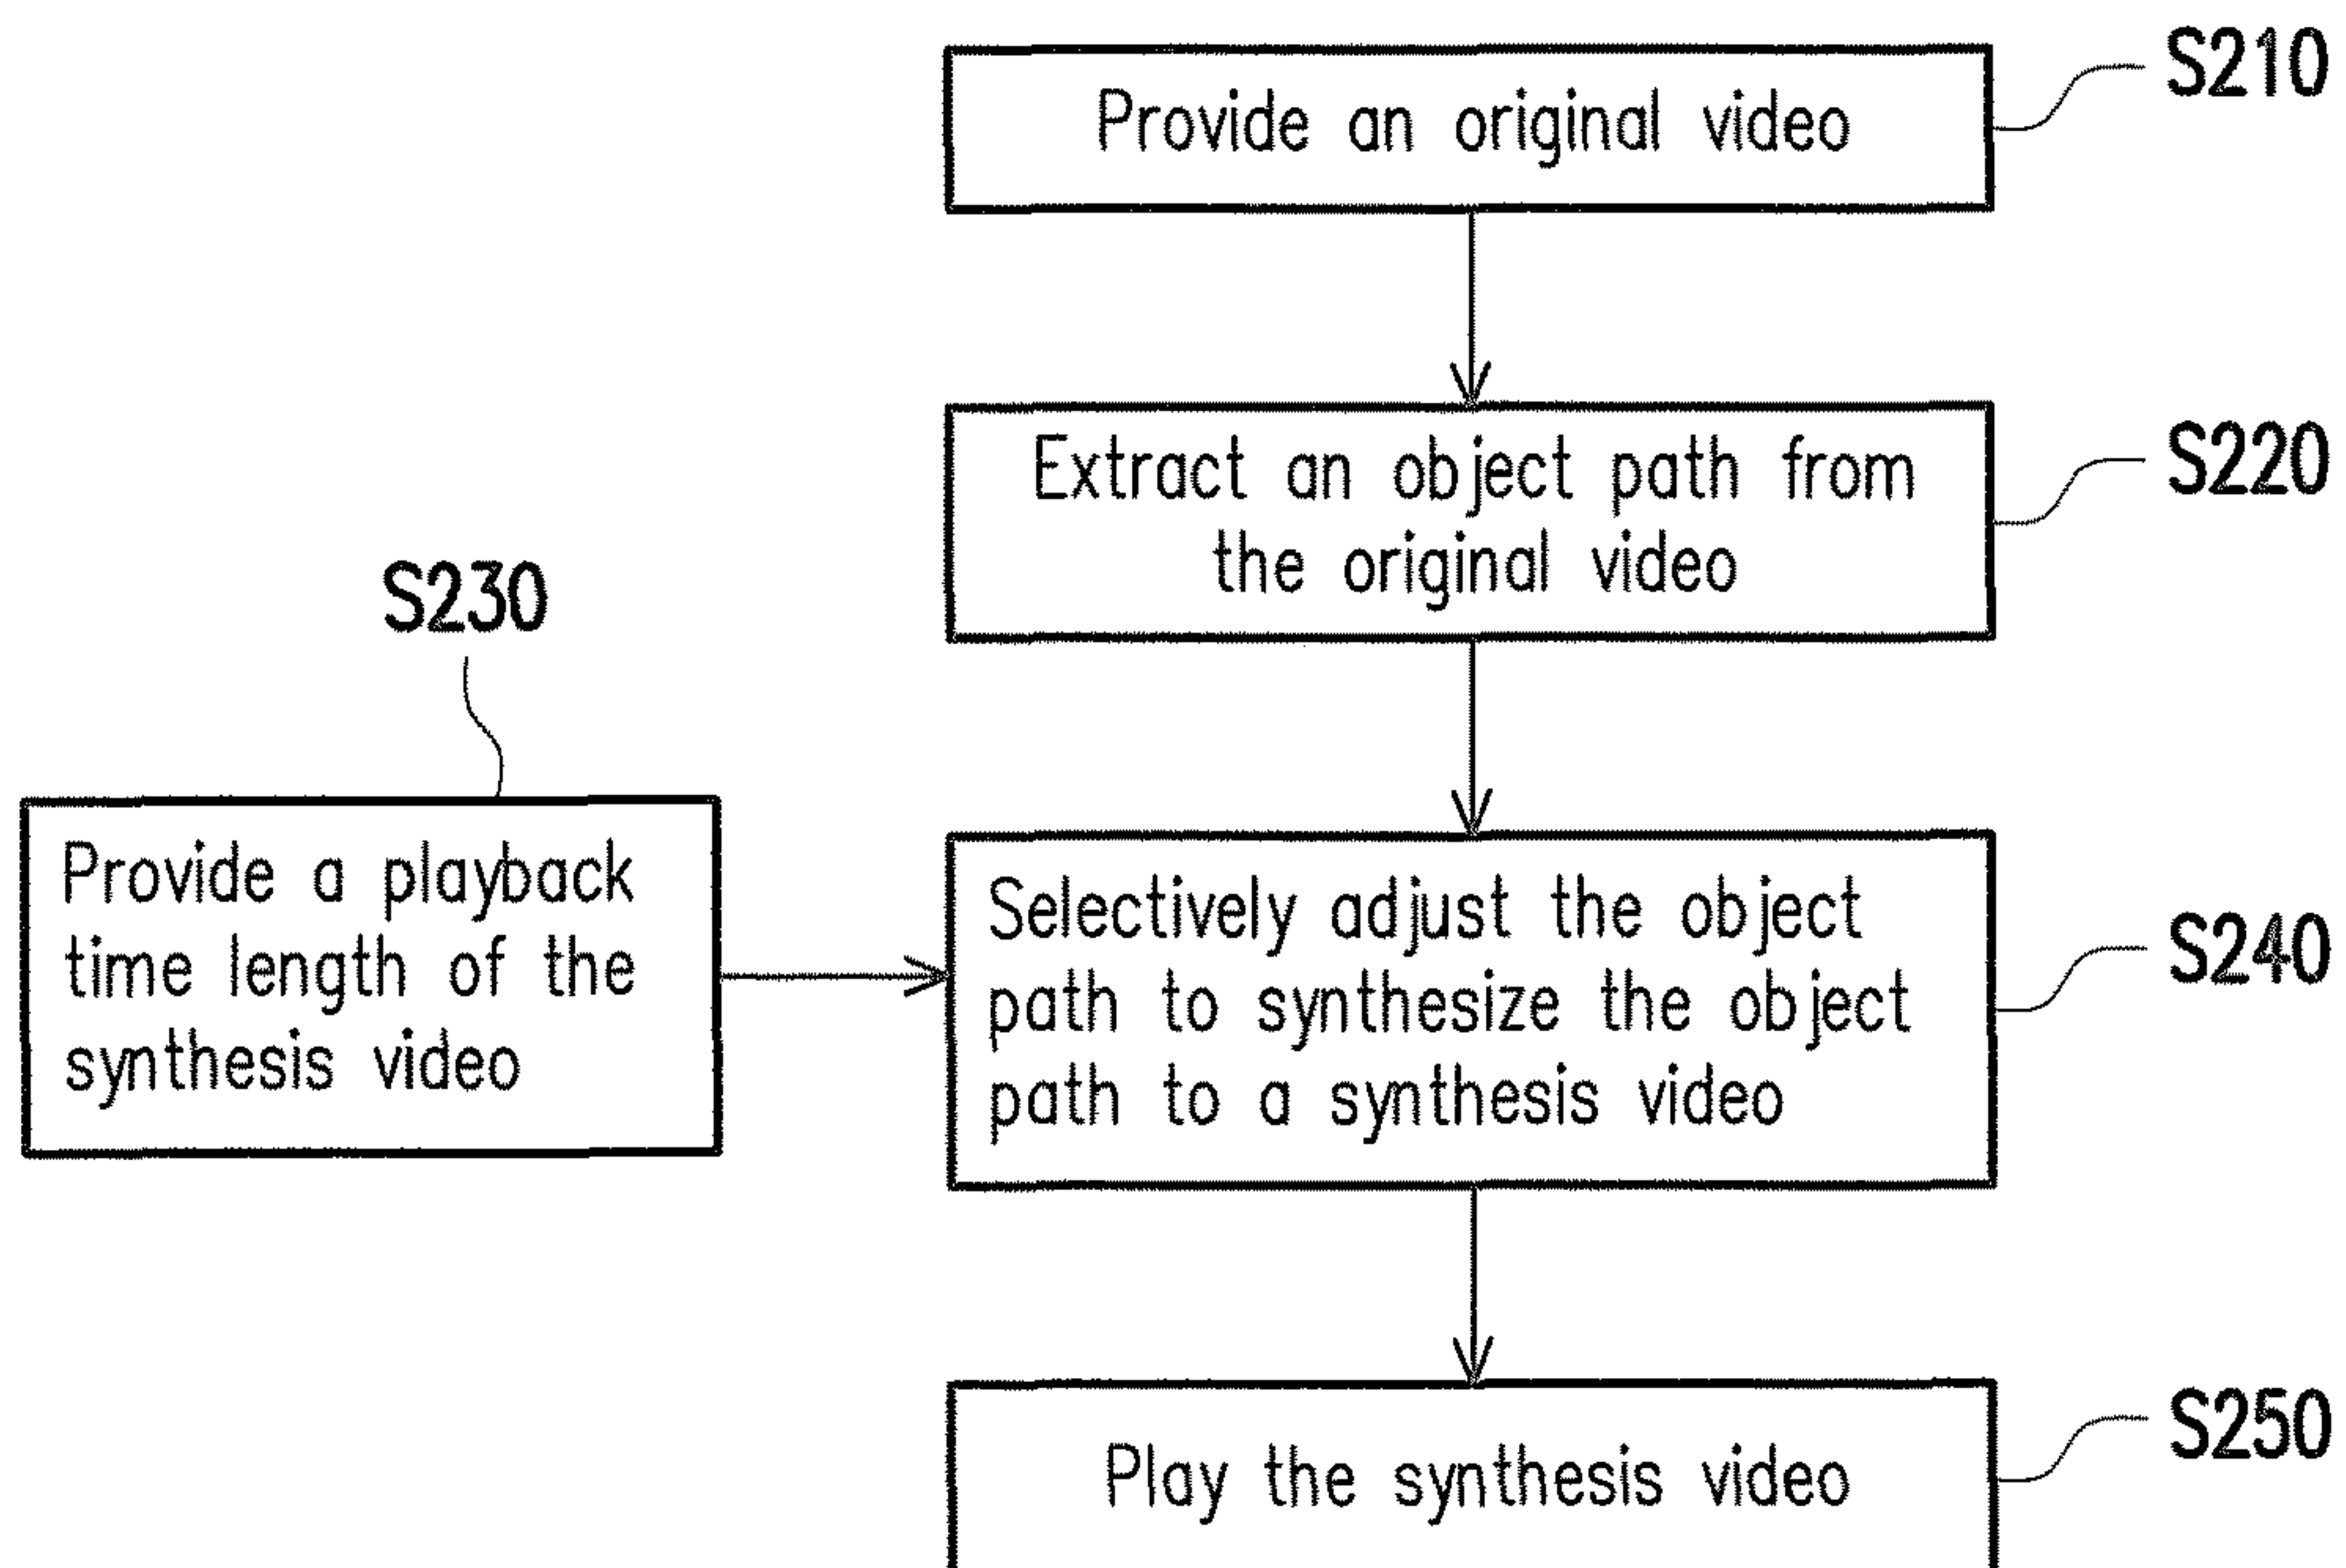 S210
Provide an original video
S220
Extract an object path from
the original video
S230
Provide a playback
time length of the
synthesis video
S240
Selectively adjust the object
path to synthesize the object
path to a synthesis video
S250
Play the synthesis video